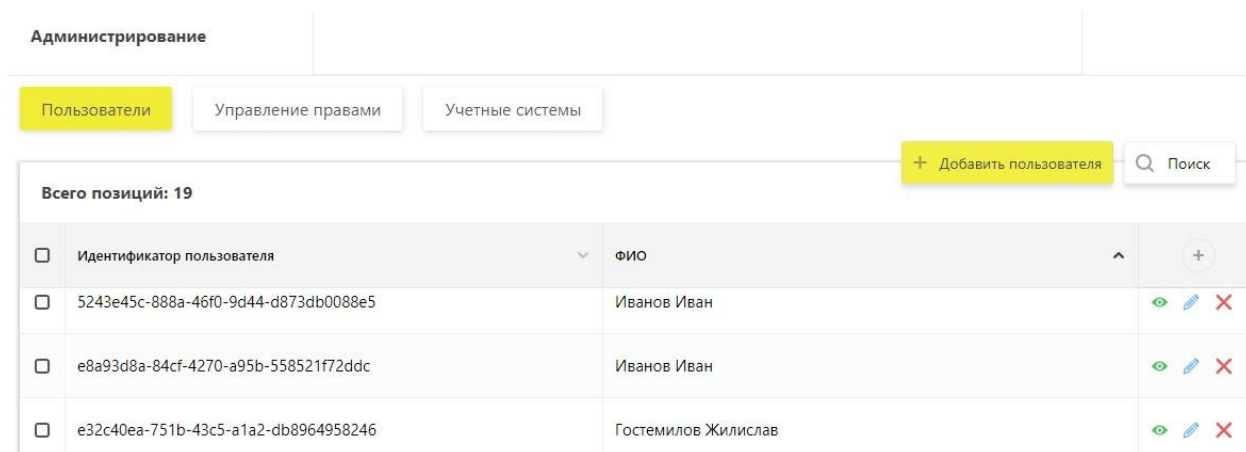 Администрирование
Пользователи Управление правами Учетные системы
+ Добавить пользователя Поиск
Всего позиций: 19
Идентификатор пользователя ФИО
5243e45c-888a-46f0-9d44-d873db0088e5 Иванов Иван
e8a93d8a-84cf-4270-a95b-558521f72ddc Иванов Иван
e32c40ea-751b-43c5-a1a2-db8964958246 Гостемилов Жилислав